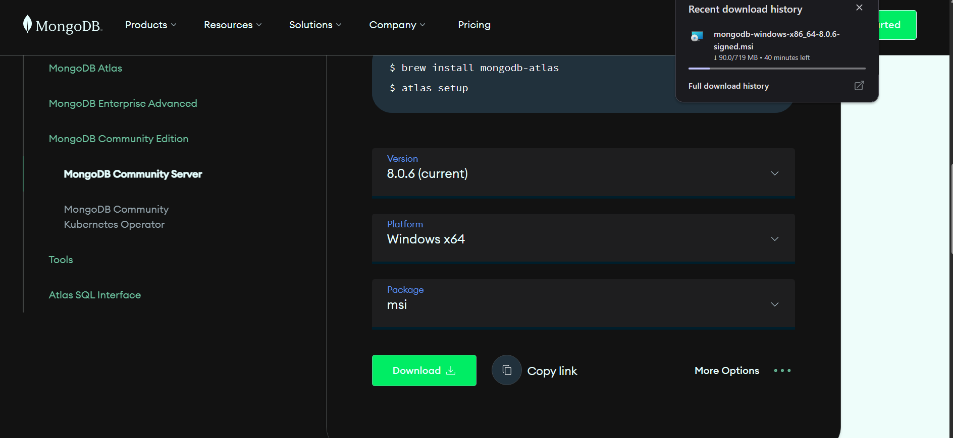 MongoDB.
Products
Resources
Solutions
Company
Pricing
Recent download history
mongodb-windows-x86_64-8.0.6-
signed.msi
↓ 90.0/719 MB • 40 minutes left
Full download history
MongoDB Atlas
MongoDB Enterprise Advanced
MongoDB Community Edition
MongoDB Community Server
MongoDB Community
Kubernetes Operator
Tools
Atlas SQL Interface
$ brew install mongodb-atlas
$ atlas setup
Version
8.0.6 (current)
Platform
Windows x64
Package
msi
Download
Copy link
More Options